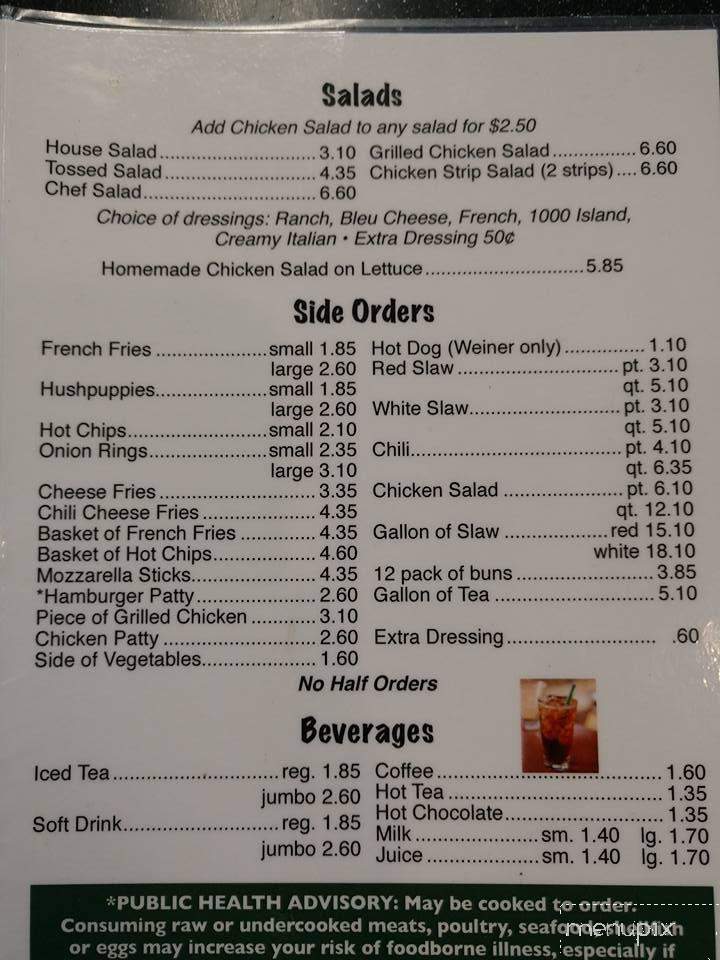 Salads
Add Chicken Salad to any salad for $2.50
House Salad..............................3.10 Grilled Chicken Salad...............6.60
Tossed Salad............................4.35 Chicken Strip Salad (2 strips)....6.60
Chef Salad.................................6.60
Choice of dressings: Ranch, Bleu Cheese, French, 1000 Island,
Creamy Italian • Extra Dressing 50¢
Homemade Chicken Salad on Lettuce..............................5.85
Side Orders
French Fries .....................small 1.85 Hot Dog (Weiner only)...............1.10
large 2.60 Red Slaw..............................pt. 3.10
Hushpuppies.....................small 1.85 qt. 5.10
large 2.60 White Slaw............................pt. 3.10
Hot Chips..........................small 2.10 qt. 5.10
Onion Rings......................small 2.35 Chili.......................................pt. 4.10
large 3.10 qt. 6.35
Cheese Fries..............................3.35 Chicken Salad ......................pt. 6.10
Chili Cheese Fries......................4.35 qt. 12.10
Basket of French Fries ...............4.35 Gallon of Slaw ...................red 15.10
Basket of Hot Chips....................4.60 white 18.10
Mozzarella Sticks........................4.35 12 pack of buns ........................3.85
*Hamburger Patty.......................2.60 Gallon of Tea ............................5.10
Piece of Grilled Chicken ............3.10
Chicken Patty .............................2.60 Extra Dressing........................... .60
Side of Vegetables......................1.60
No Half Orders
Beverages
Iced Tea.............................reg. 1.85 Coffee.........................................1.60
jumbo 2.60 Hot Tea .......................................1.35
Soft Drink...........................reg. 1.85 Hot Chocolate.............................1.35
jumbo 2.60 Milk.......................sm. 1.40 lg. 1.70
Juice .....................sm. 1.40 lg. 1.70
*PUBLIC HEALTH ADVISORY: May be cooked to order.
Consuming raw or undercooked meats, poultry, seafood,
or eggs may increase your risk of foodborne illness, especially if
menupix